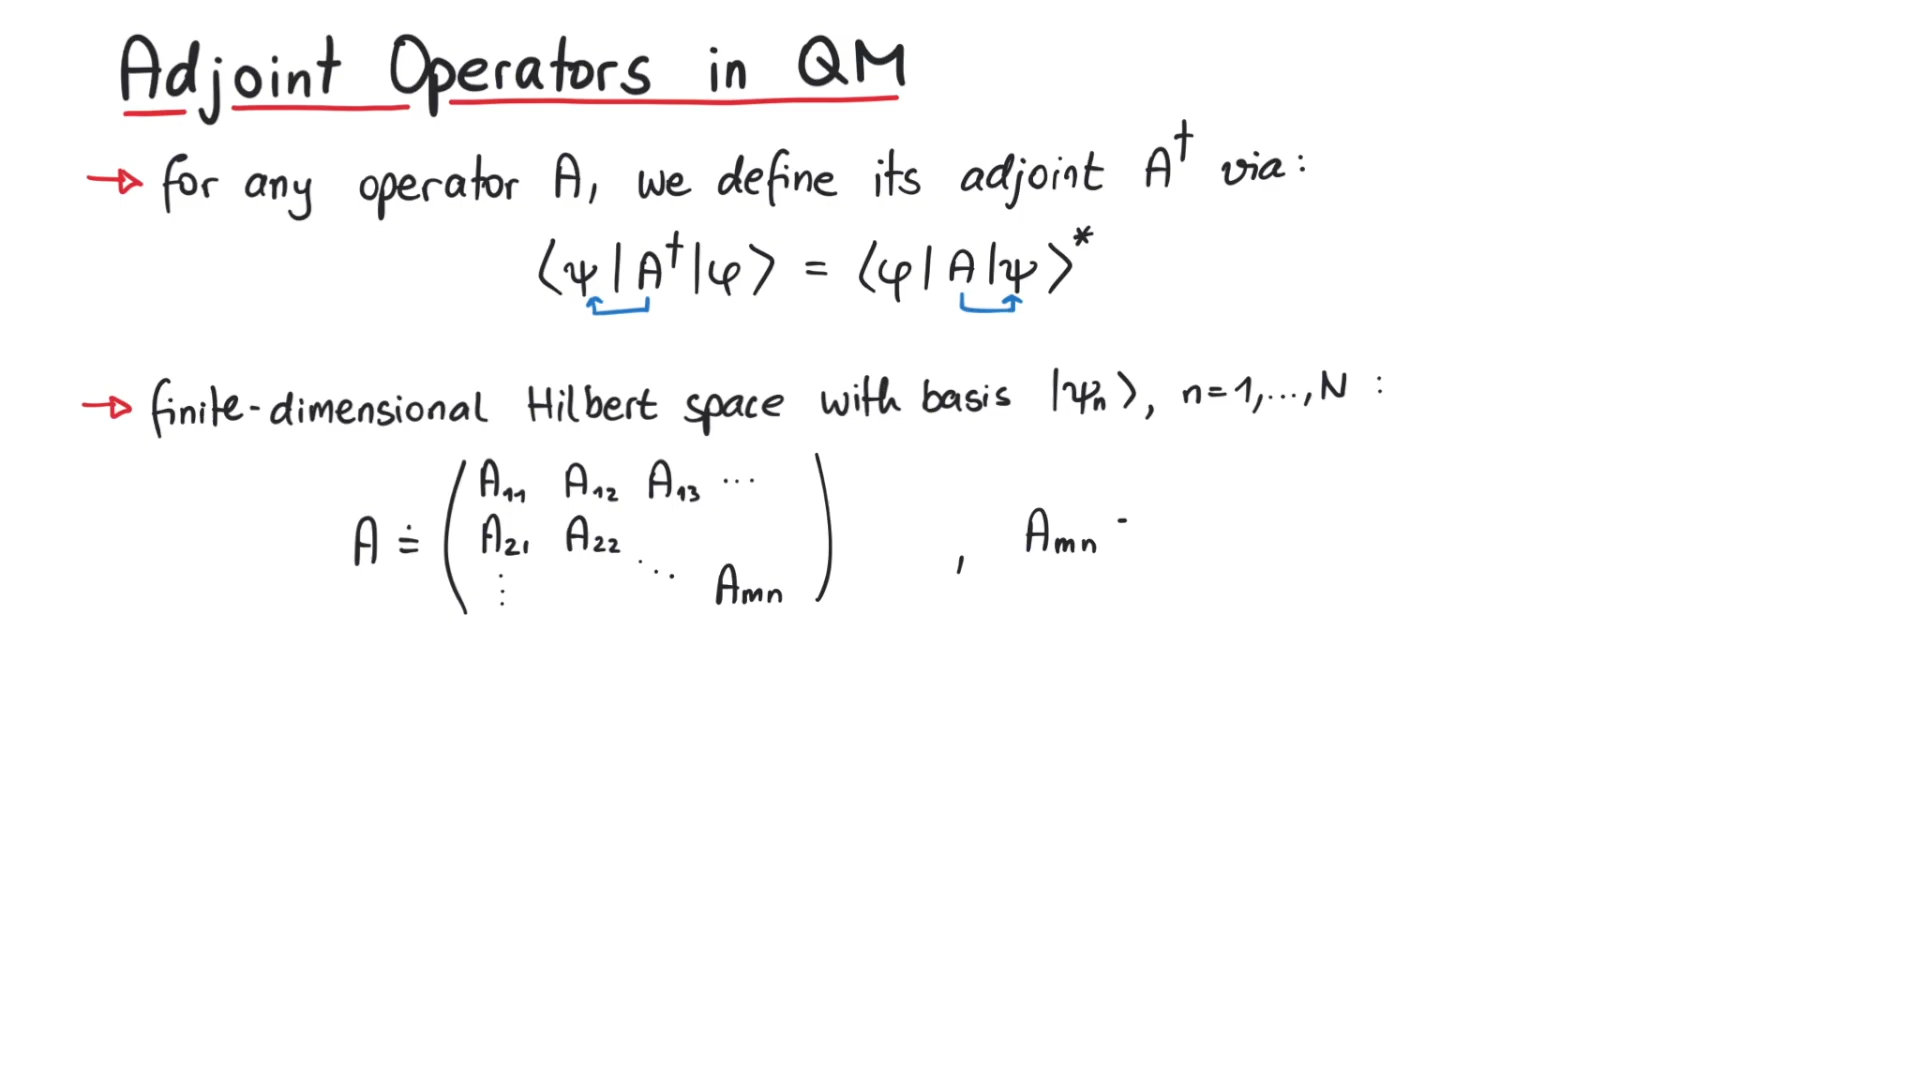 Adjoint Operators in QM
→ for any operator A, we define its adjoint A† via:
⟨ψ|A†|φ⟩ = ⟨φ|A|ψ⟩*
→ finite-dimensional Hilbert space with basis |ψₙ⟩, n=1,...,N :
A₁₁ A₁₂ A₁₃ ...
A ≐ ( A₂₁ A₂₂ ) , Aₘₙ -
⋮ ⋱ Aₘₙ